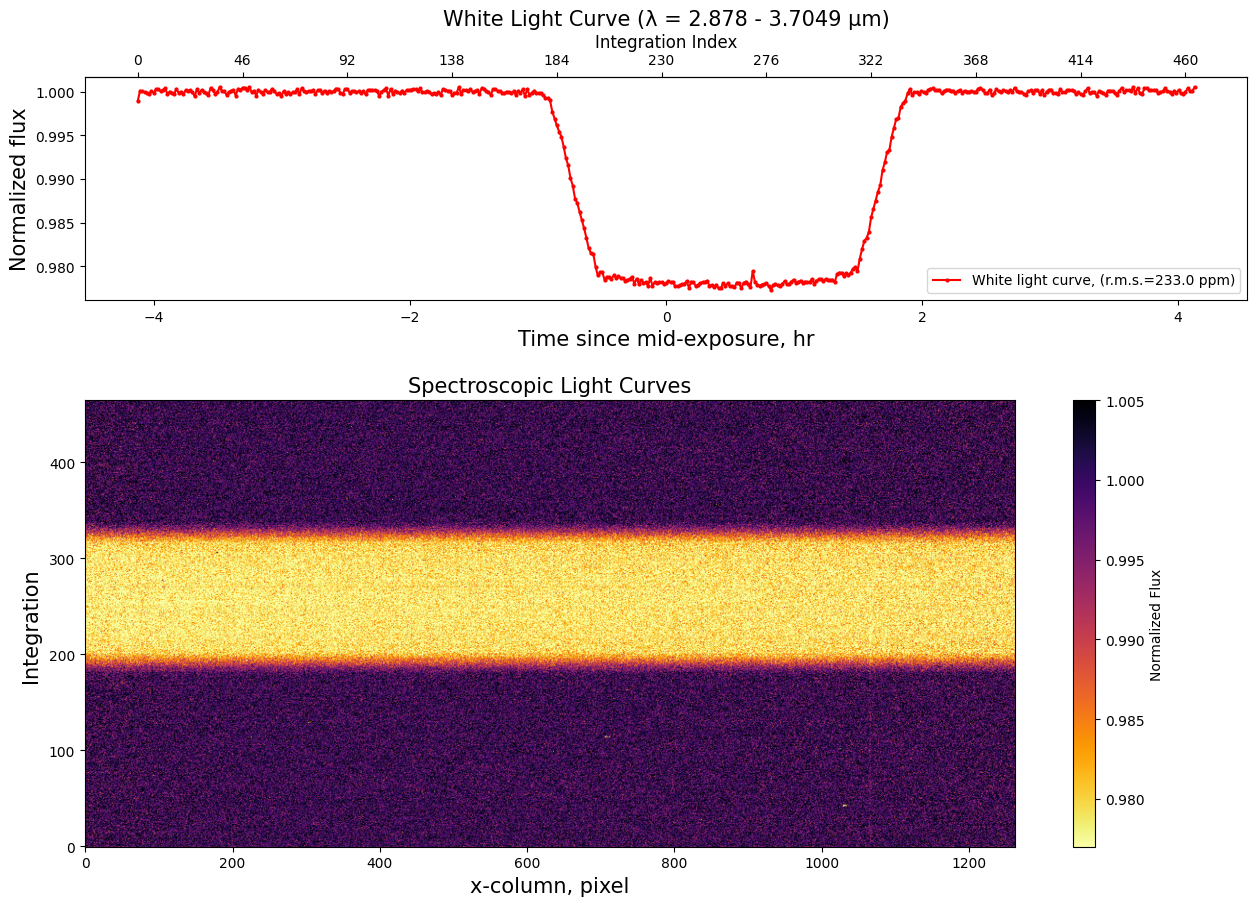 White Light Curve (λ = 2.878 - 3.7049 μm)
Integration Index
0 46 92 138 184 230 276 322 368 414 460
Normalized flux
1.000
0.995
0.990
0.985
0.980
White light curve, (r.m.s.=233.0 ppm)
−4 −2 0 2 4
Time since mid-exposure, hr
Spectroscopic Light Curves
Integration
400
300
200
100
0
0 200 400 600 800 1000 1200
x-column, pixel
1.005
1.000
0.995
0.990
0.985
0.980
Normalized Flux